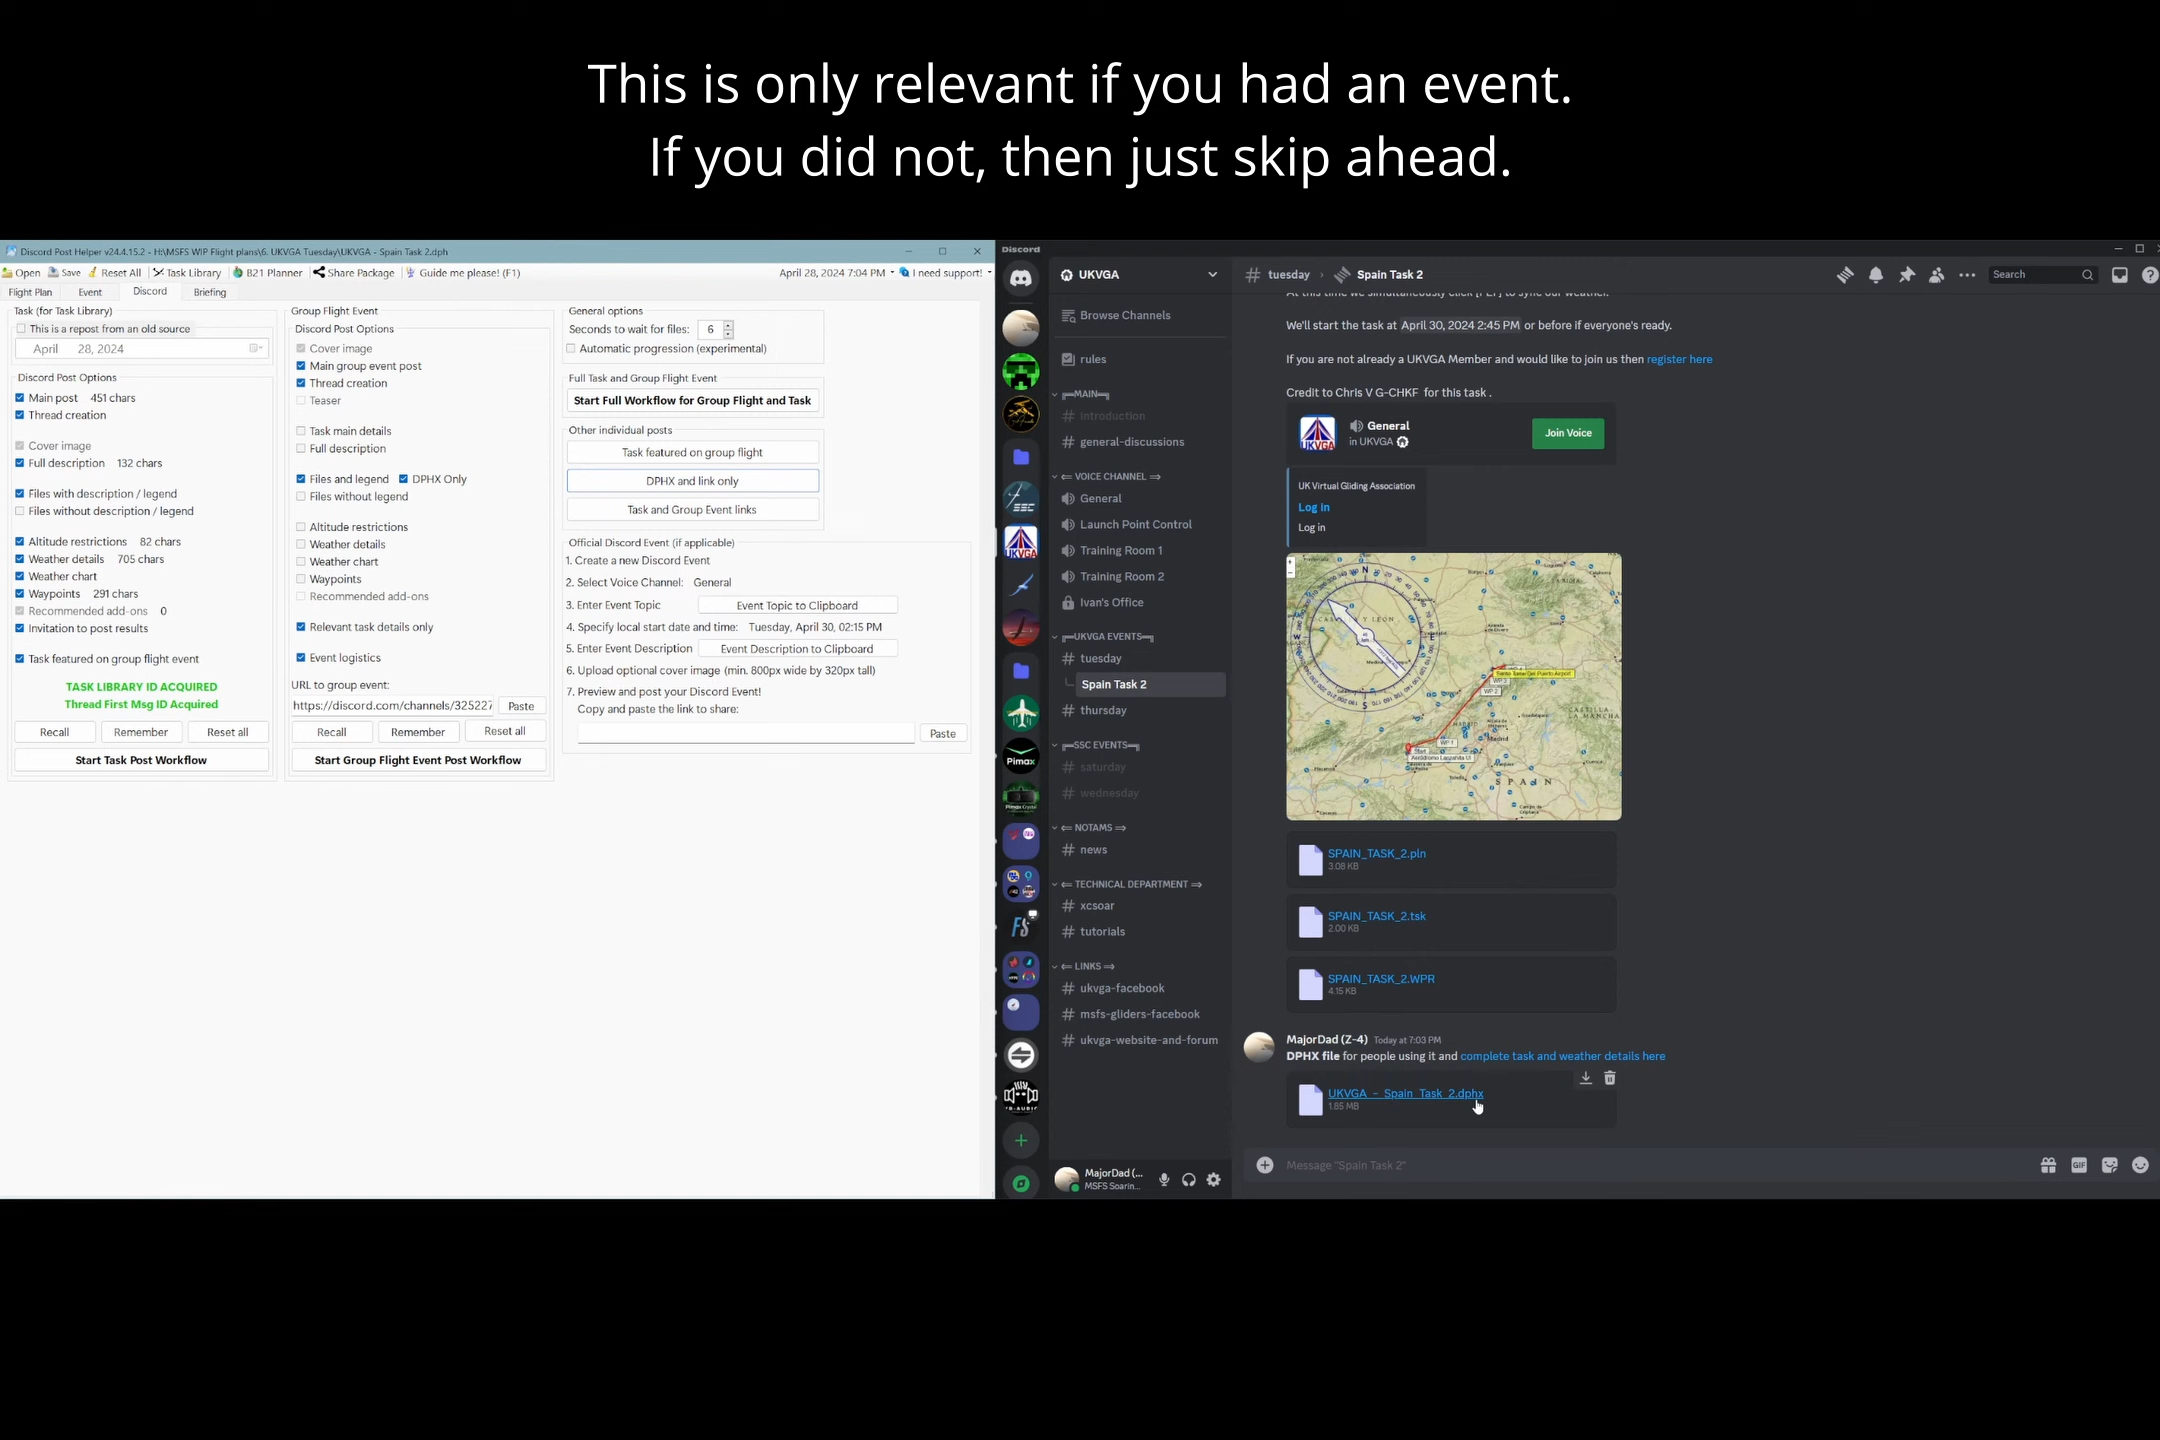 This is only relevant if you had an event.
If you did not, then just skip ahead.
Discord Post Helper v24.4.15.2 - H:\MSFS WIP Flight plans\6. UKVGA Tuesday\UKVGA - Spain Task 2.dph
Open Save Reset All Task Library B21 Planner Share Package Guide me please! (F1) April 28, 2024 7:04 PM I need support!
Flight Plan Event Discord Briefing
Task (for Task Library)
This is a repost from an old source
April 28, 2024
Discord Post Options
Main post 451 chars
Thread creation
Cover image
Full description 132 chars
Files with description / legend
Files without description / legend
Altitude restrictions 82 chars
Weather details 705 chars
Weather chart
Waypoints 291 chars
Recommended add-ons 0
Invitation to post results
Task featured on group flight event
TASK LIBRARY ID ACQUIRED
Thread First Msg ID Acquired
Recall Remember Reset all
Start Task Post Workflow
Group Flight Event
Discord Post Options
Cover image
Main group event post
Thread creation
Teaser
Task main details
Full description
Files and legend DPHX Only
Files without legend
Altitude restrictions
Weather details
Weather chart
Waypoints
Recommended add-ons
Relevant task details only
Event logistics
URL to group event:
https://discord.com/channels/325227 Paste
Recall Remember Reset all
Start Group Flight Event Post Workflow
General options
Seconds to wait for files: 6
Automatic progression (experimental)
Full Task and Group Flight Event
Start Full Workflow for Group Flight and Task
Other individual posts
Task featured on group flight
DPHX and link only
Task and Group Event links
Official Discord Event (if applicable)
1. Create a new Discord Event
2. Select Voice Channel: General
3. Enter Event Topic Event Topic to Clipboard
4. Specify local start date and time: Tuesday, April 30, 02:15 PM
5. Enter Event Description Event Description to Clipboard
6. Upload optional cover image (min. 800px wide by 320px tall)
7. Preview and post your Discord Event!
Copy and paste the link to share:
Paste
Discord
UKVGA
Browse Channels
rules
MAIN
introduction
general-discussions
VOICE CHANNEL
General
Launch Point Control
Training Room 1
Training Room 2
Ivan's Office
UKVGA EVENTS
tuesday
Spain Task 2
thursday
SSC EVENTS
saturday
wednesday
NOTAMS
news
TECHNICAL DEPARTMENT
xcsoar
tutorials
LINKS
ukvga-facebook
msfs-gliders-facebook
ukvga-website-and-forum
MajorDad (...
MSFS Soarin...
tuesday Spain Task 2 Search
At this time we simultaneously click [FLY] to sync our weather.
We'll start the task at April 30, 2024 2:45 PM or before if everyone's ready.
If you are not already a UKVGA Member and would like to join us then register here
Credit to Chris V G-CHKF for this task .
General
in UKVGA
Join Voice
UK Virtual Gliding Association
Log in
Log in
SPAIN_TASK_2.pln
3.08 KB
SPAIN_TASK_2.tsk
2.00 KB
SPAIN_TASK_2.WPR
4.15 KB
MajorDad (Z-4) Today at 7:03 PM
DPHX file for people using it and complete task and weather details here
UKVGA_-_Spain_Task_2.dphx
1.85 MB
Message "Spain Task 2"
GIF